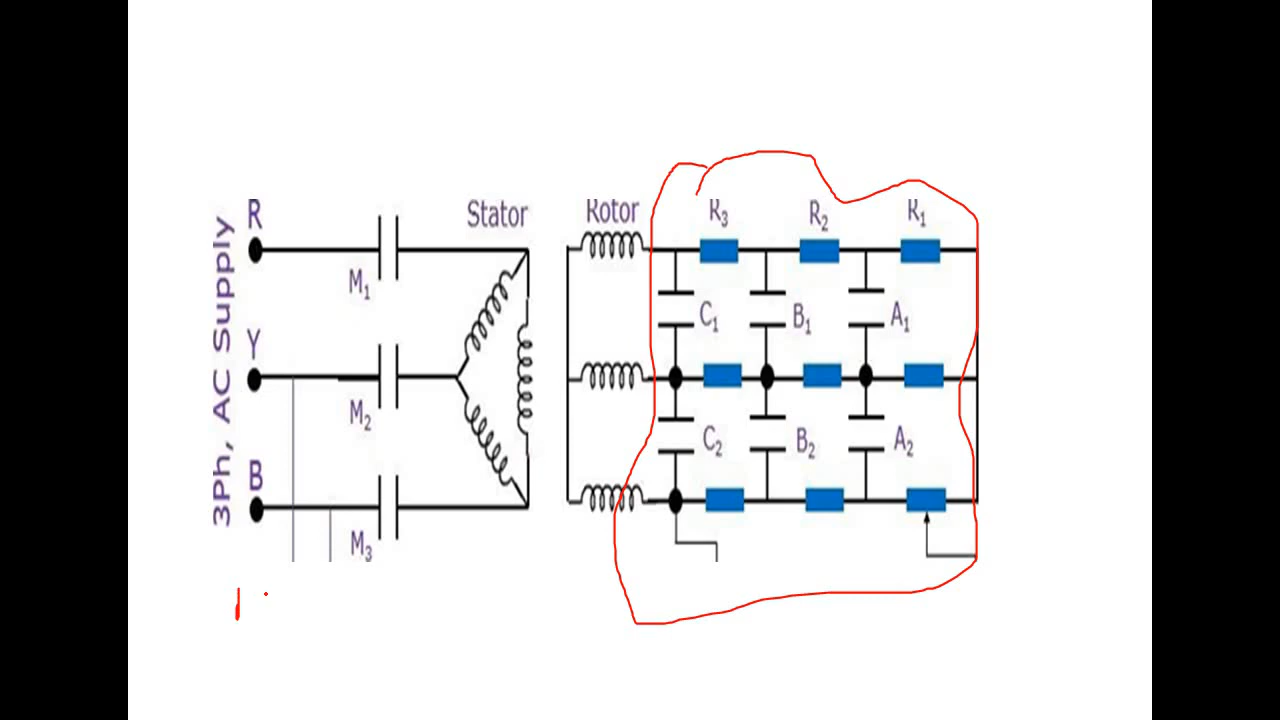 3Ph, AC Supply
R
Y
B
M1
M2
M3
Stator
Rotor
R3
R2
R1
C1
B1
A1
C2
B2
A2